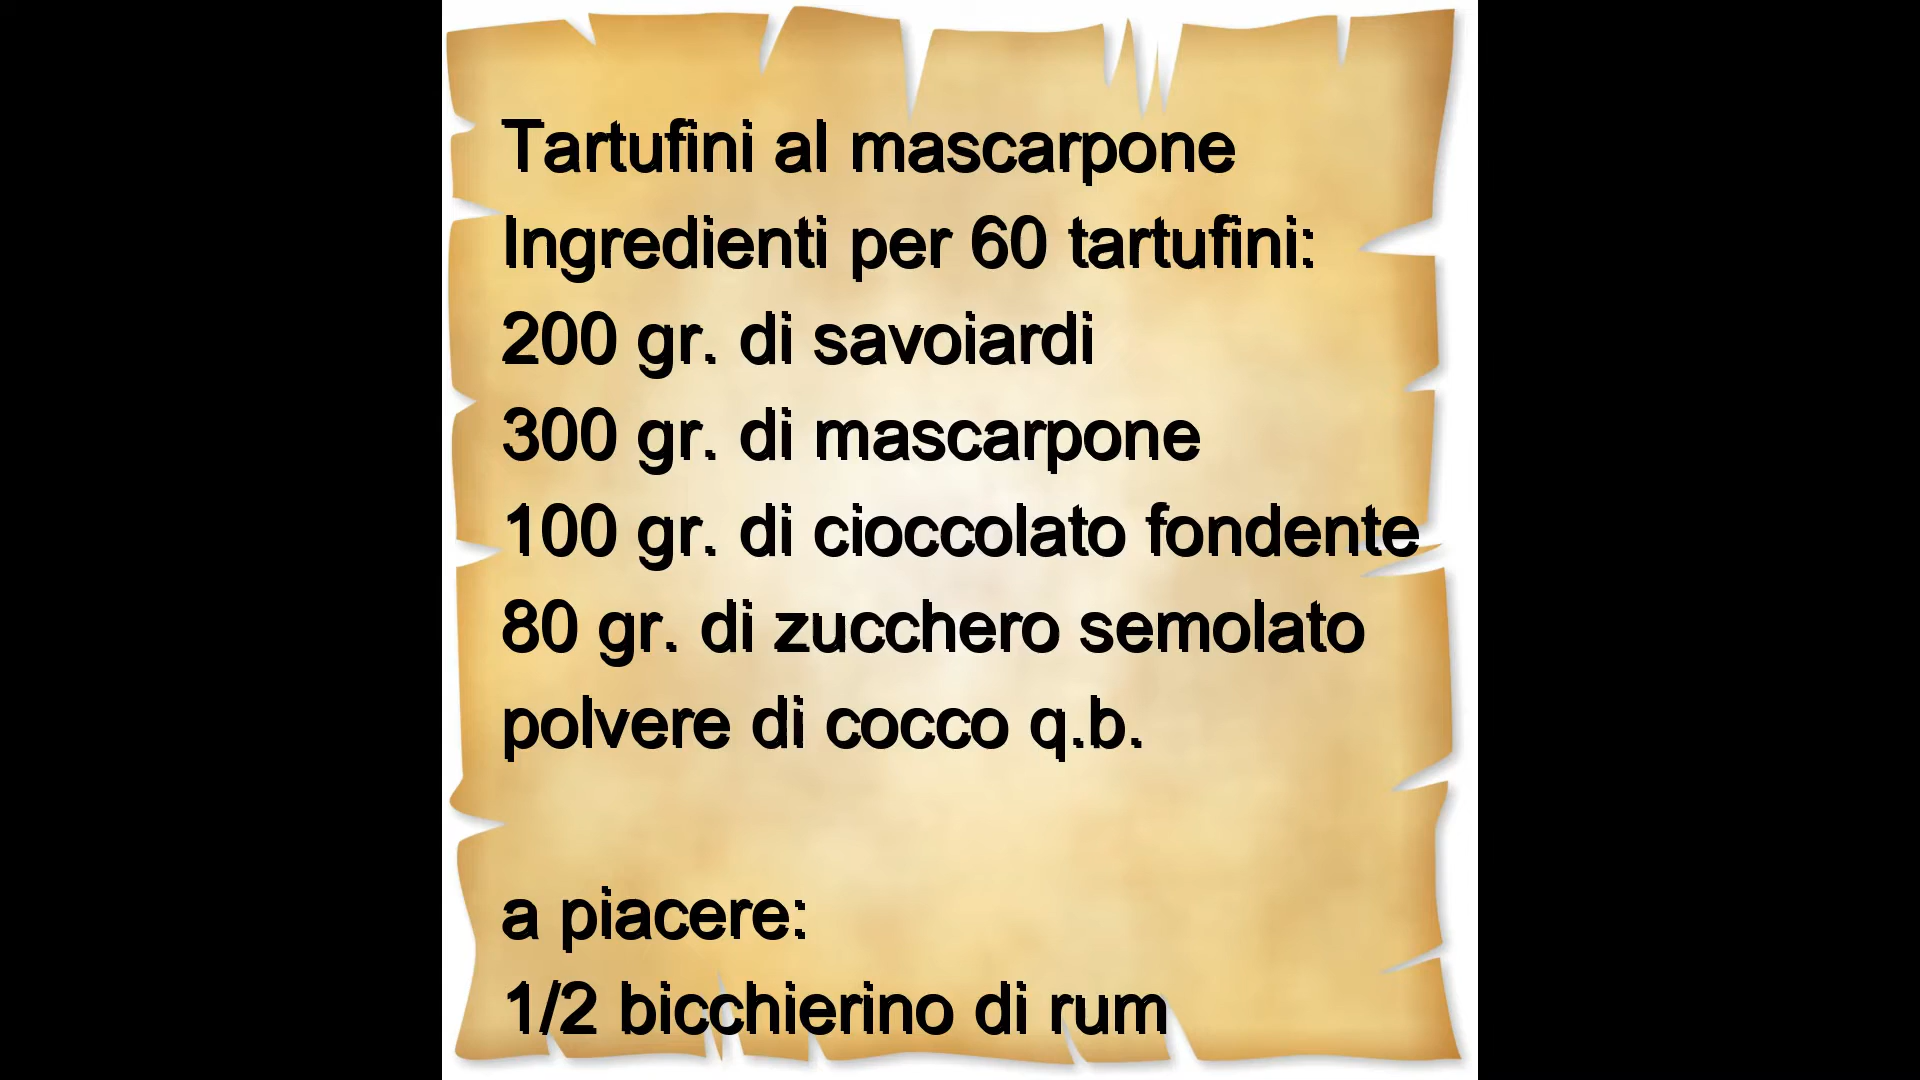 Tartufini al mascarpone
Ingredienti per 60 tartufini:
200 gr. di savoiardi
300 gr. di mascarpone
100 gr. di cioccolato fondente
80 gr. di zucchero semolato
polvere di cocco q.b.
a piacere:
1/2 bicchierino di rum